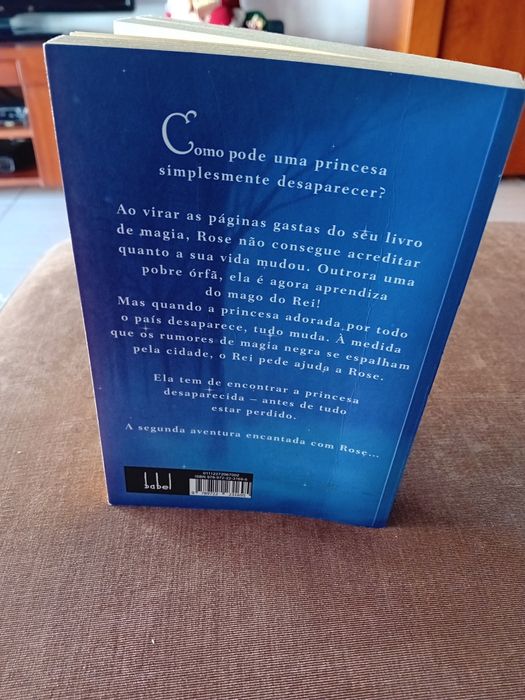 Como pode uma princesa
simplesmente desaparecer?
Ao virar as páginas gastas do seu livro
de magia, Rose não consegue acreditar
quanto a sua vida mudou. Outrora uma
pobre órfã, ela é agora aprendiza
do mago do Rei!
Mas quando a princesa adorada por todo
o país desaparece, tudo muda. À medida
que os rumores de magia negra se espalham
pela cidade, o Rei pede ajuda a Rose.
Ela tem de encontrar a princesa
desaparecida – antes de tudo
estar perdido.
A segunda aventura encantada com Rose...
babel